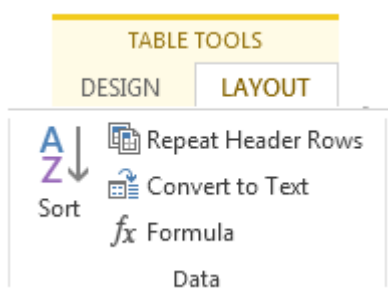 TABLE TOOLS
DESIGN LAYOUT
A
Z
Sort
Repeat Header Rows
Convert to Text
fx Formula
Data